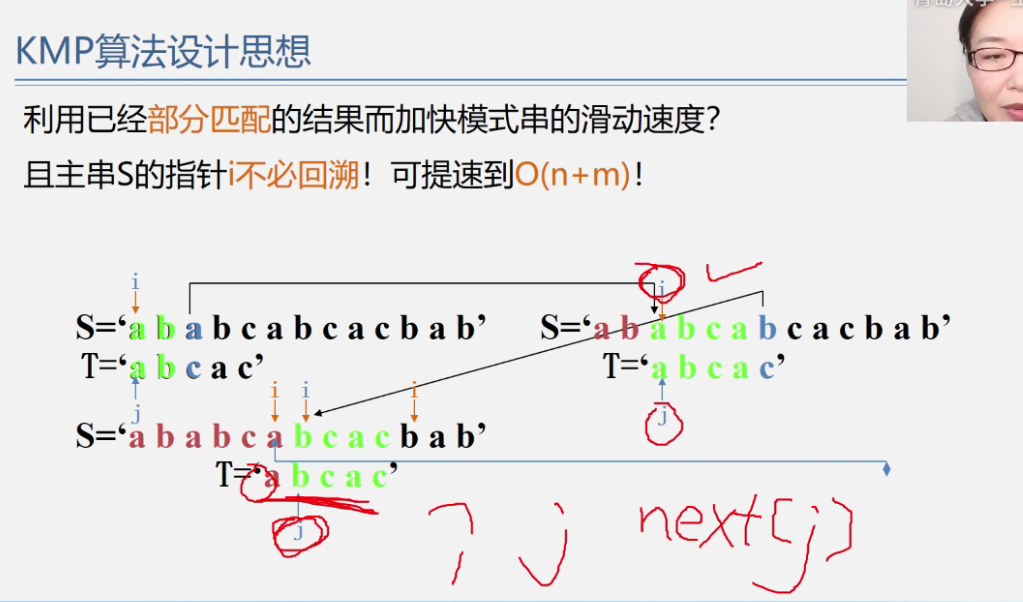 KMP算法设计思想
利用已经部分匹配的结果而加快模式串的滑动速度?
且主串S的指针i不必回溯！可提速到O(n+m)！
i
i
S=‘a b a b c a b c a c b a b’
S=‘a b a b c a b c a c b a b’
T=‘a b c a c’
T=‘a b c a c’
j
i i i
j
S=‘a b a b c a b c a c b a b’
T=‘a b c a c’
j
? j next[j]